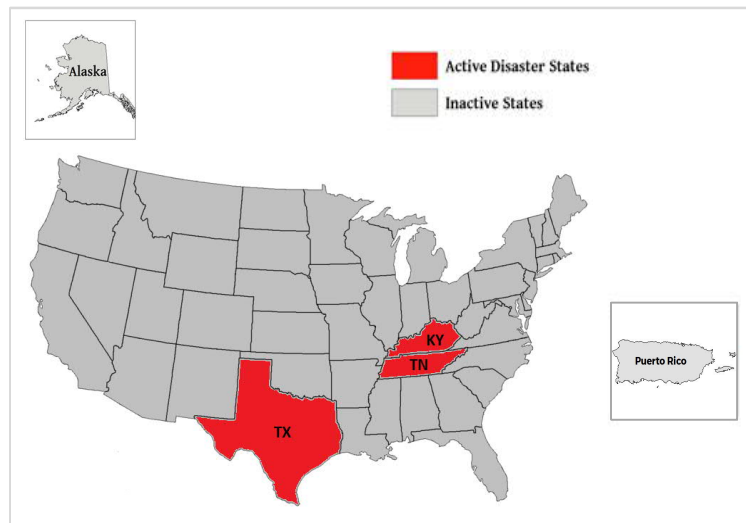 Alaska
Active Disaster States
Inactive States
KY
TN
Puerto Rico
TX